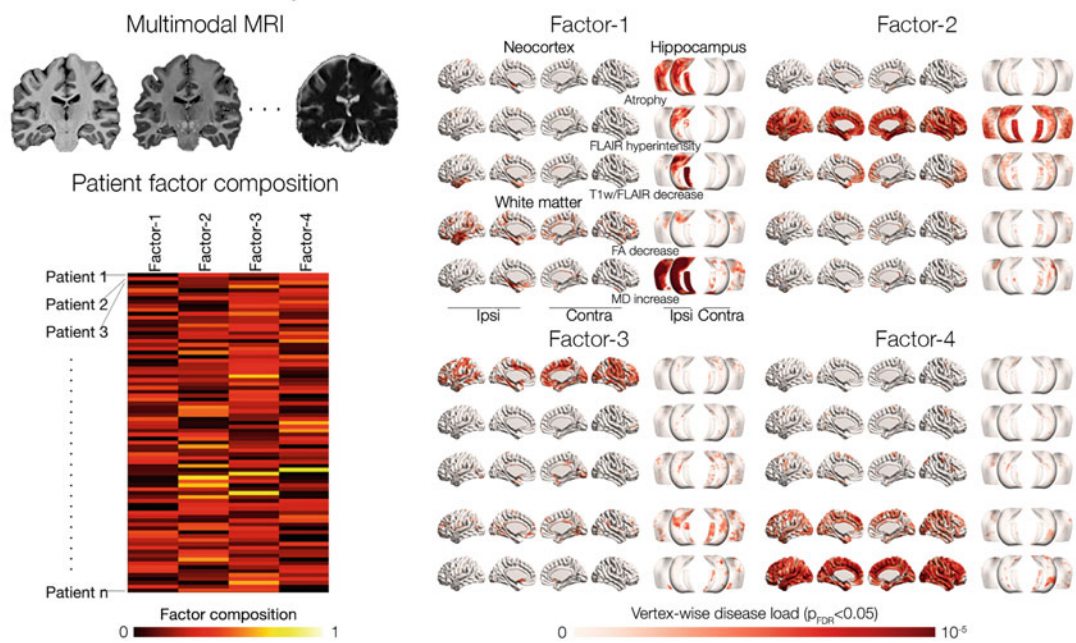 Multimodal MRI
Patient factor composition
Factor-1
Factor-2
Factor-3
Factor-4
Patient 1
Patient 2
Patient 3
Patient n
Factor composition
0
1
Factor-1
Neocortex
Hippocampus
Atrophy
FLAIR hyperintensity
T1w/FLAIR decrease
White matter
FA decrease
MD increase
Ipsi
Contra
Ipsi Contra
Factor-2
Factor-3
Factor-4
Vertex-wise disease load (pFDR<0.05)
0
10-5